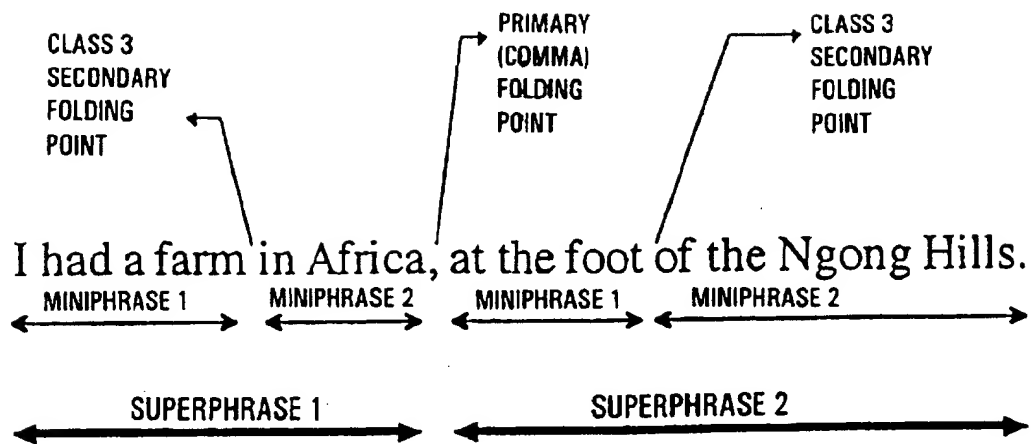 CLASS 3
SECONDARY
FOLDING
POINT
PRIMARY
(COMMA)
FOLDING
POINT
CLASS 3
SECONDARY
FOLDING
POINT
I had a farm in Africa, at the foot of the Ngong Hills.
MINIPHRASE 1 MINIPHRASE 2 MINIPHRASE 1 MINIPHRASE 2
SUPERPHRASE 1 SUPERPHRASE 2